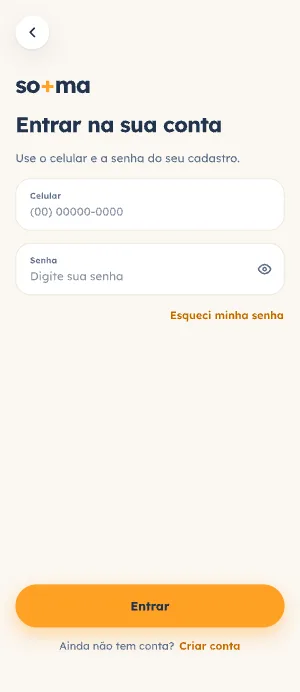 so+ma
Entrar na sua conta
Use o celular e a senha do seu cadastro.
Celular
(00) 00000-0000
Senha
Digite sua senha
Esqueci minha senha
Entrar
Ainda não tem conta? Criar conta